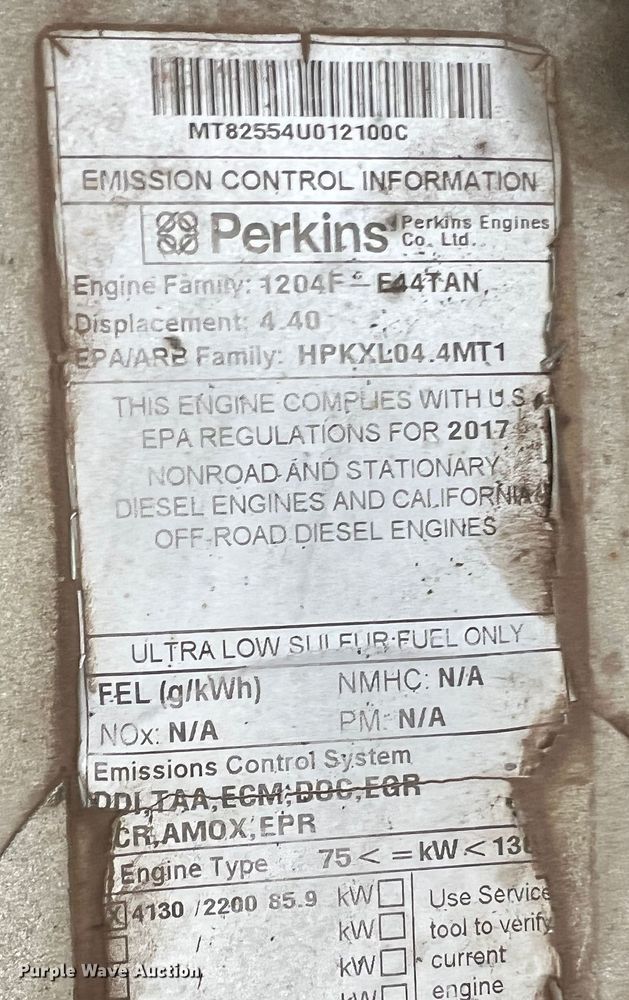 MT82554U012100C
EMISSION CONTROL INFORMATION
Perkins Perkins Engines Co. Ltd.
Engine Family: 1204F - E44TAN
Displacement: 4.40
EPA/ARB Family: HPKXL04.4MT1
THIS ENGINE COMPLIES WITH U S
EPA REGULATIONS FOR 2017
NONROAD AND STATIONARY
DIESEL ENGINES AND CALIFORNIA
OFF-ROAD DIESEL ENGINES
ULTRA LOW SULFUR FUEL ONLY
FEL (g/kWh) NMHC: N/A
NOx: N/A PM: N/A
Emissions Control System
DDI,TAA,ECM,DOC,EGR
CR,AMOX,EPR
Engine Type 75 < = kW < 130
X 4130 / 2200 85.9 kW Use Service
/ kW tool to verify
/ kW current
kW engine
Purple Wave Auction